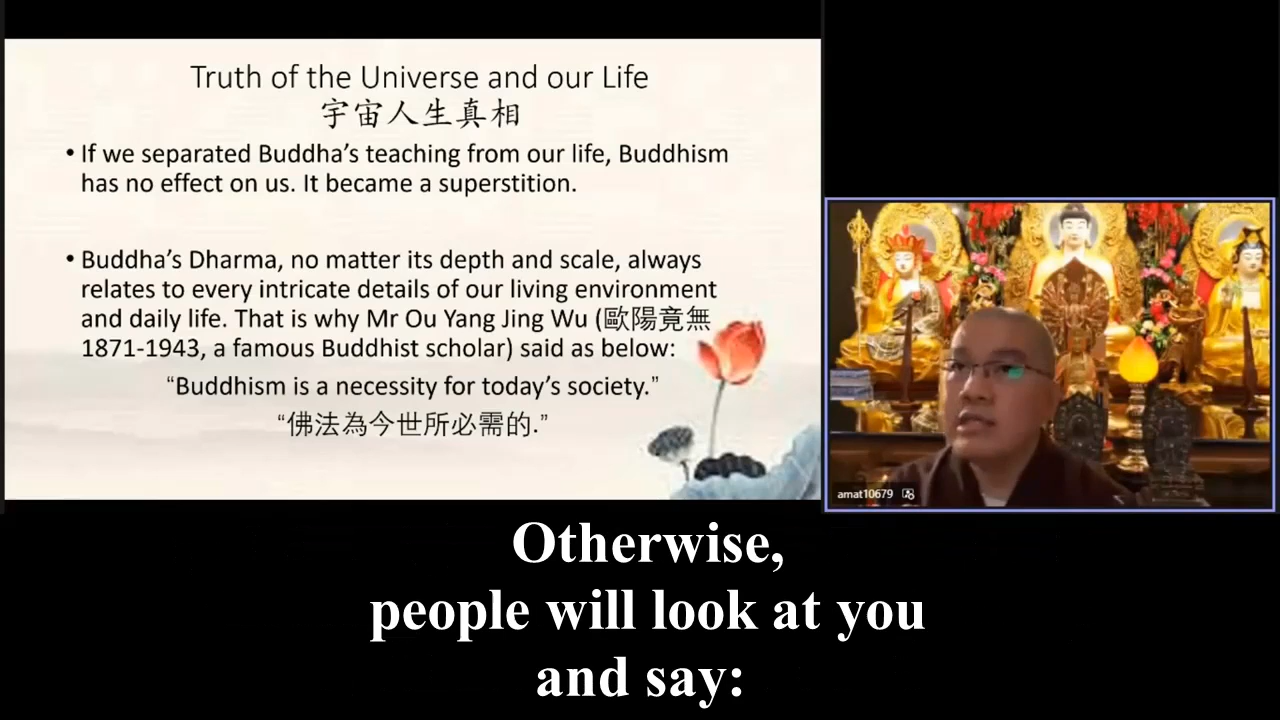 Truth of the Universe and our Life
宇宙人生真相
• If we separated Buddha’s teaching from our life, Buddhism
has no effect on us. It became a superstition.
• Buddha’s Dharma, no matter its depth and scale, always
relates to every intricate details of our living environment
and daily life. That is why Mr Ou Yang Jing Wu (歐陽竟無
1871-1943, a famous Buddhist scholar) said as below:
“Buddhism is a necessity for today’s society.”
“佛法為今世所必需的.”
amat10679
Otherwise,
people will look at you
and say: